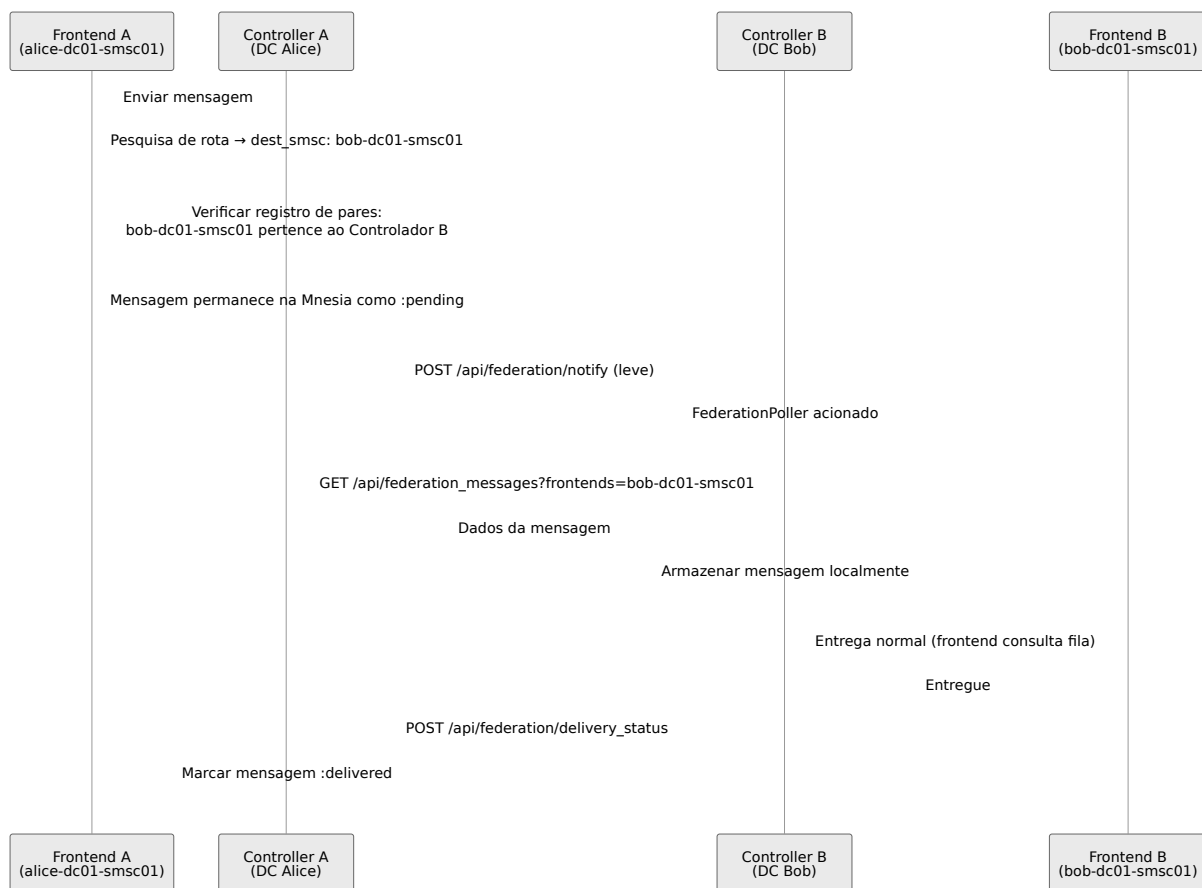 Frontend A
(alice-dc01-smsc01)
Controller A
(DC Alice)
Controller B
(DC Bob)
Frontend B
(bob-dc01-smsc01)
Enviar mensagem
Pesquisa de rota → dest_smsc: bob-dc01-smsc01
Verificar registro de pares:
bob-dc01-smsc01 pertence ao Controlador B
Mensagem permanece na Mnesia como :pending
POST /api/federation/notify (leve)
FederationPoller acionado
GET /api/federation_messages?frontends=bob-dc01-smsc01
Dados da mensagem
Armazenar mensagem localmente
Entrega normal (frontend consulta fila)
Entregue
POST /api/federation/delivery_status
Marcar mensagem :delivered
Frontend A
(alice-dc01-smsc01)
Controller A
(DC Alice)
Controller B
(DC Bob)
Frontend B
(bob-dc01-smsc01)